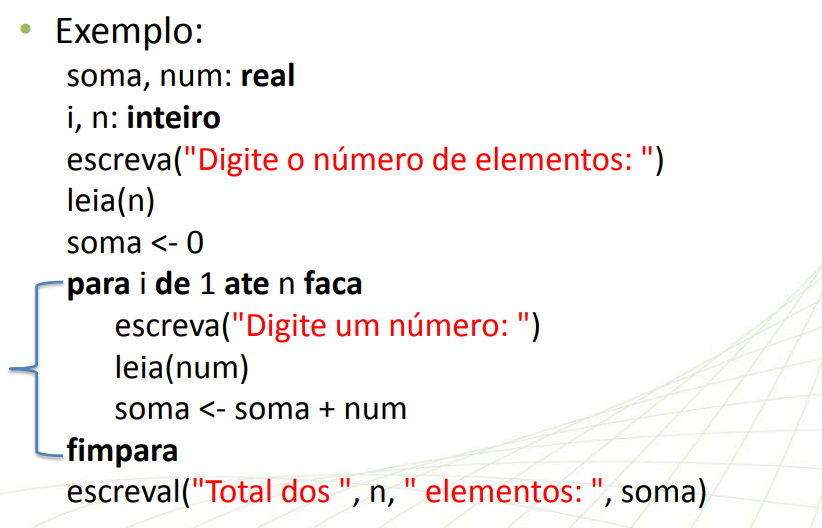 • Exemplo:
soma, num: real
i, n: inteiro
escreva("Digite o número de elementos: ")
leia(n)
soma <- 0
para i de 1 ate n faca
escreva("Digite um número: ")
leia(num)
soma <- soma + num
fimpara
escreval("Total dos ", n, " elementos: ", soma)